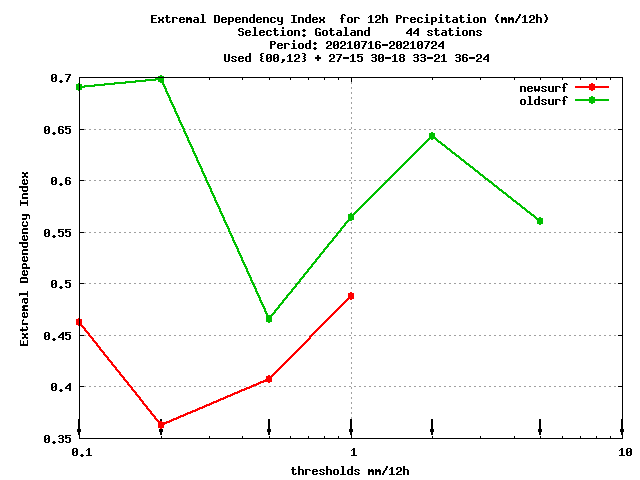 Extremal Dependency Index  for 12h Precipitation (mm/12h)
Selection: Gotaland     44 stations
Period: 20210716-20210724
Used {00,12} + 27-15 30-18 33-21 36-24
newsurf
oldsurf
Extremal Dependency Index
0.7
0.65
0.6
0.55
0.5
0.45
0.4
0.35
0.1
1
10
thresholds mm/12h